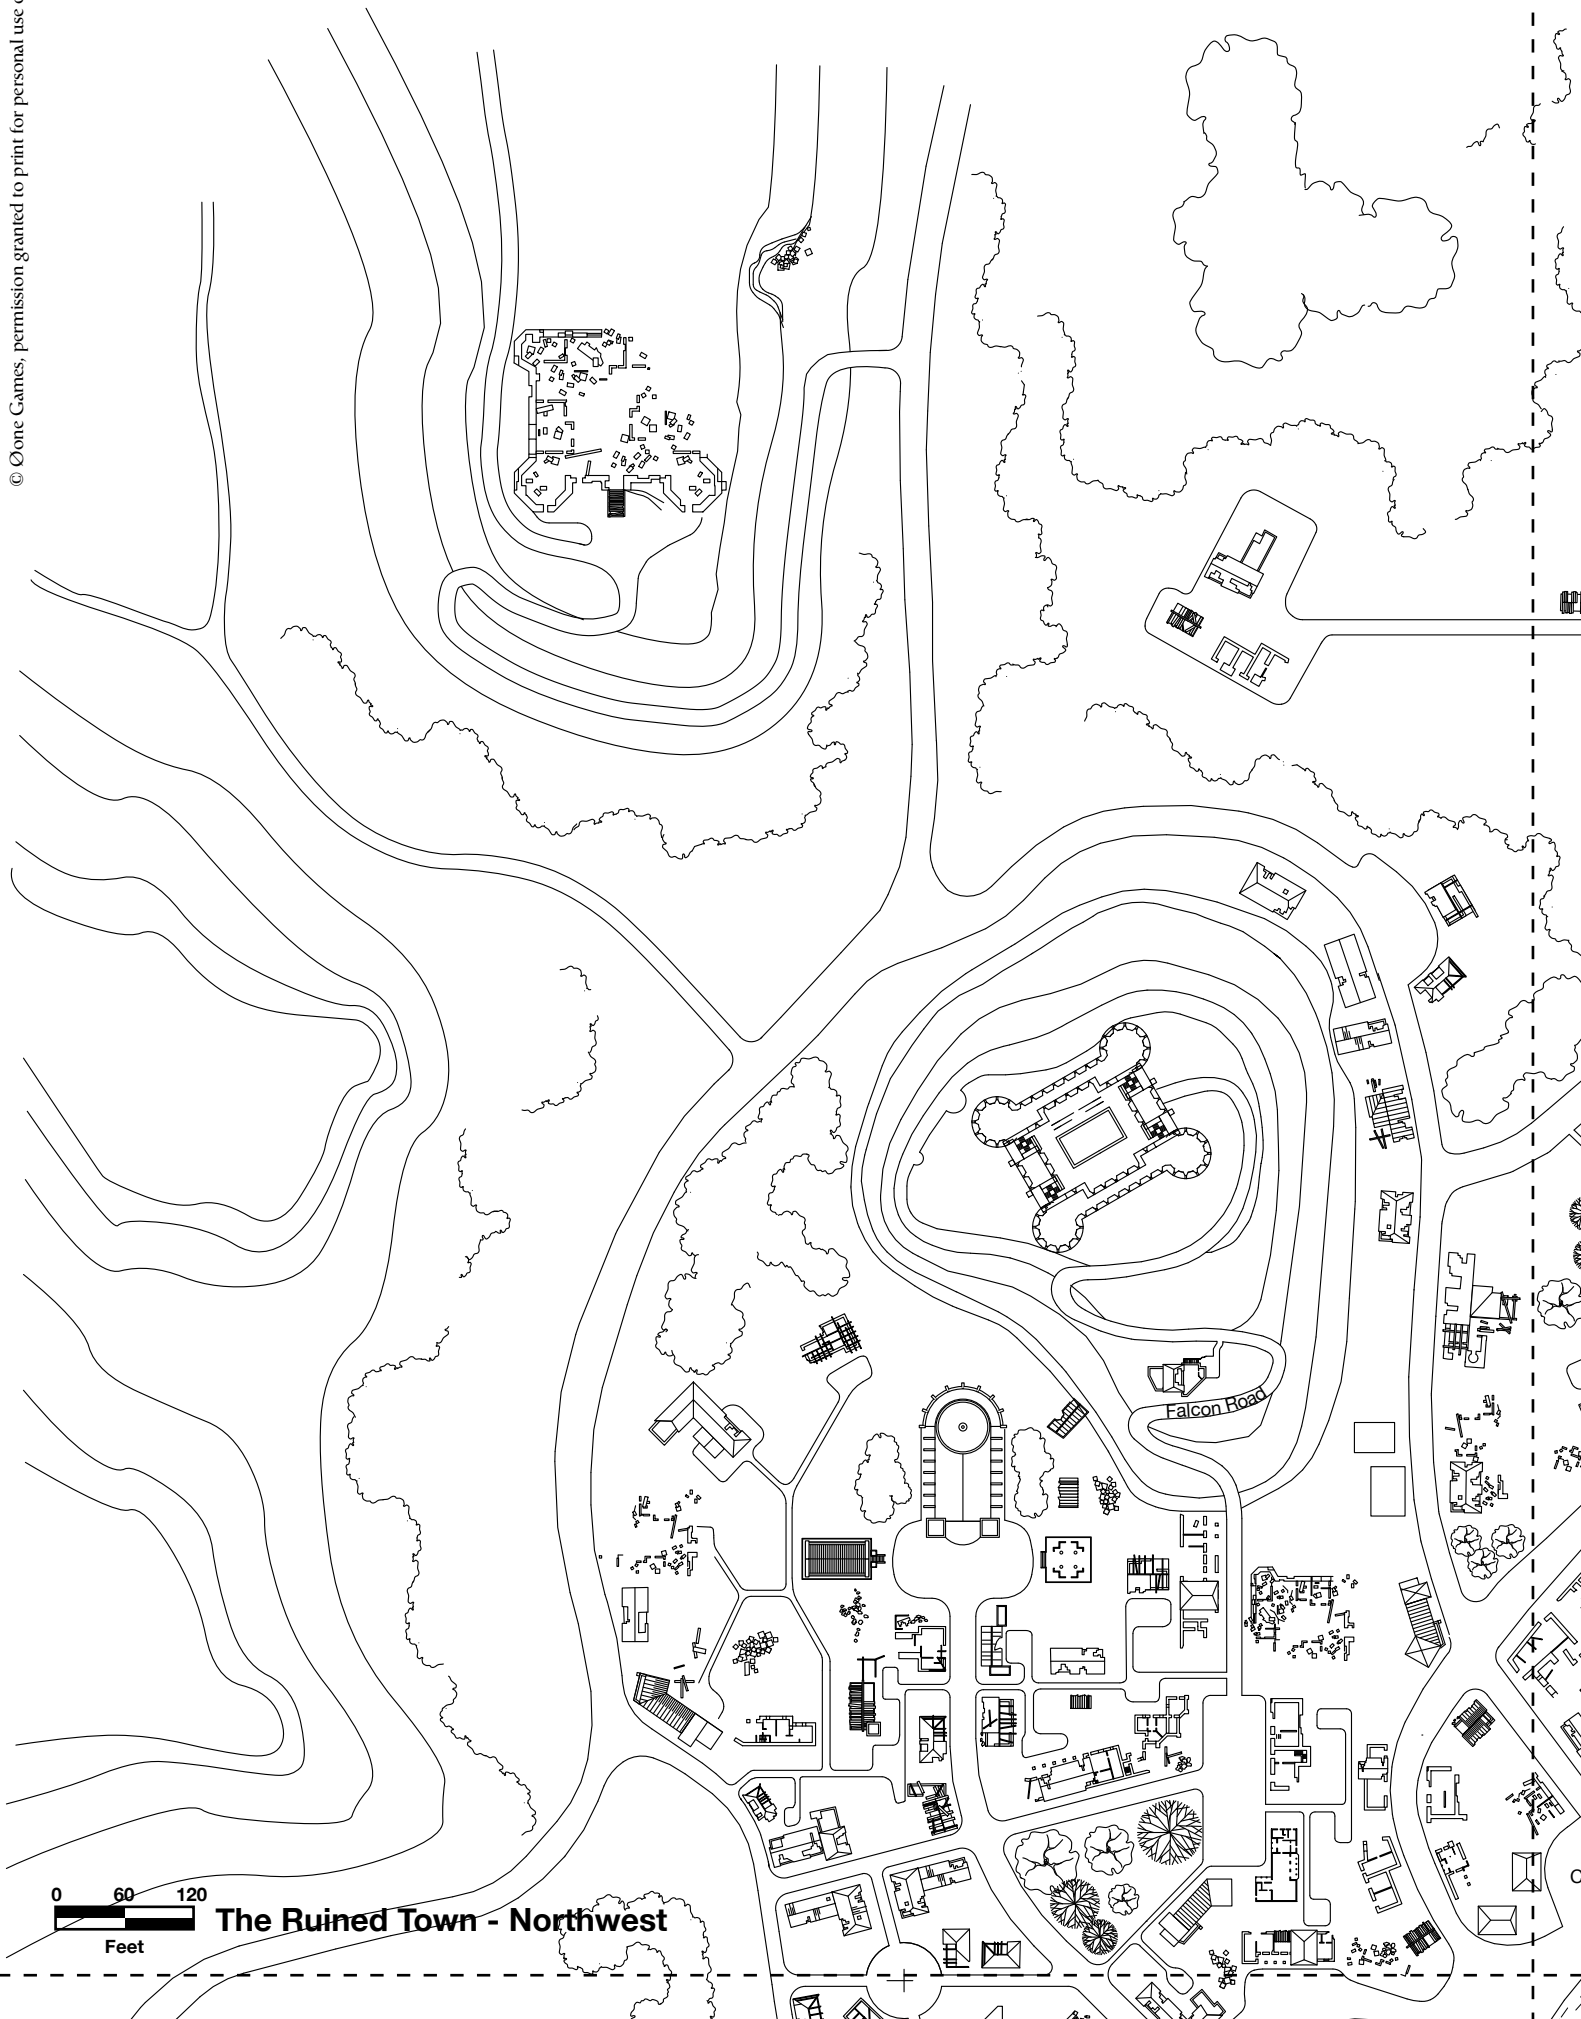 © Øone Games, permission granted to print for personal use
Falcon Road
0 60 120
Feet
The Ruined Town - Northwest